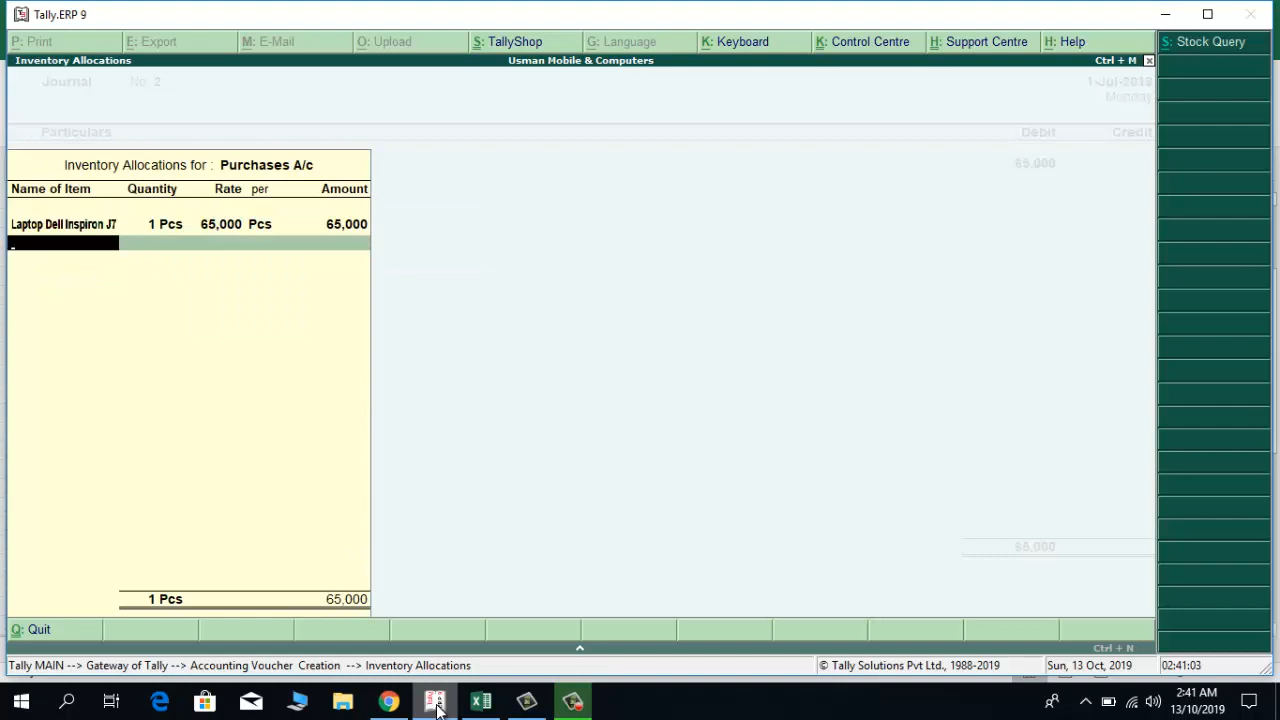 Tally.ERP 9
P: Print E: Export M: E-Mail O: Upload S: TallyShop G: Language K: Keyboard K: Control Centre H: Support Centre H: Help S: Stock Query
Inventory Allocations Usman Mobile & Computers Ctrl + M
Journal No. 2 1-Jul-2019
Monday
Particulars Debit Credit
Inventory Allocations for : Purchases A/c 65,000
Name of Item Quantity Rate per Amount
Laptop Dell Inspiron J7 1 Pcs 65,000 Pcs 65,000
65,000
1 Pcs 65,000
Q: Quit
Ctrl + N
Tally MAIN --> Gateway of Tally --> Accounting Voucher Creation --> Inventory Allocations © Tally Solutions Pvt Ltd., 1988-2019 Sun, 13 Oct, 2019 02:41:03
2:41 AM
13/10/2019